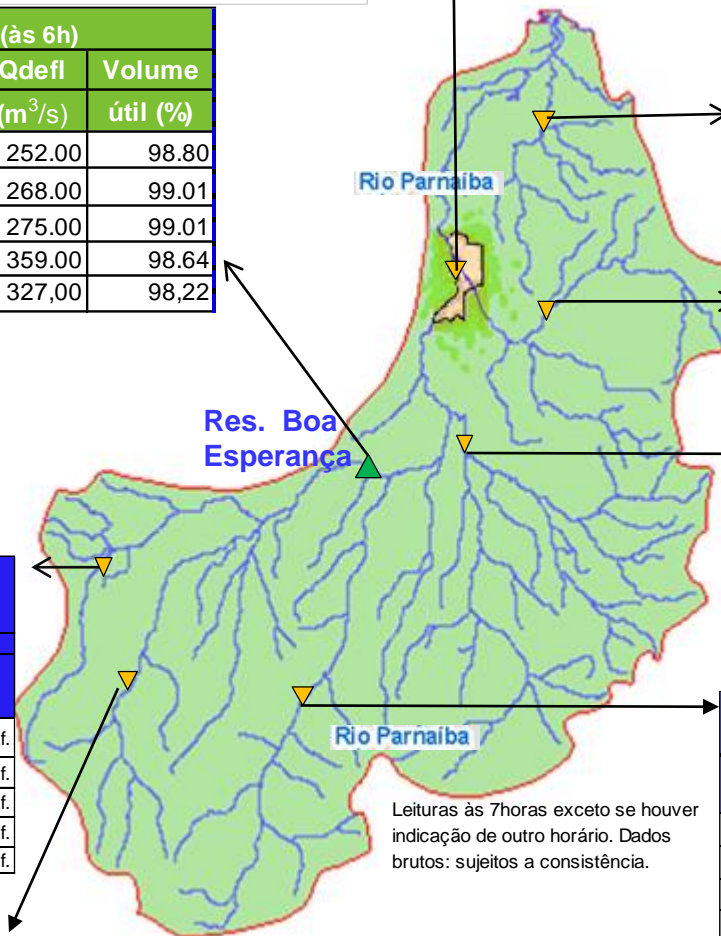 (às 6h)
Qdefl Volume
(m³/s) útil (%)
252.00 98.80
268.00 99.01
275.00 99.01
359.00 98.64
327,00 98,22
Rio Parnaíba
Res. Boa
Esperança
f.
f.
f.
f.
f.
Rio Parnaíba
Leituras às 7horas exceto se houver
indicação de outro horário. Dados
brutos: sujeitos a consistência.